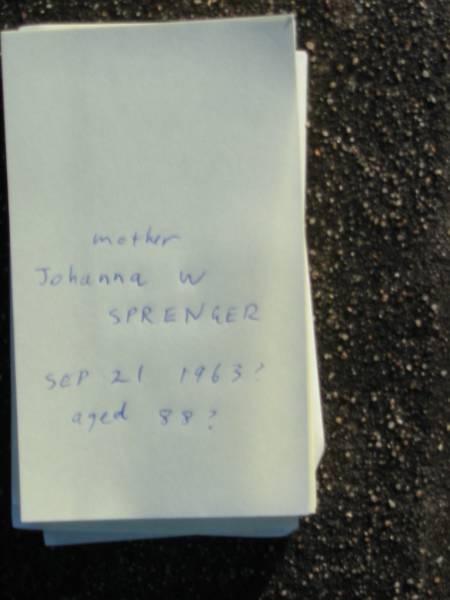 mother
Johanna W
SPRENGER
SEP 21 1963?
aged 88?